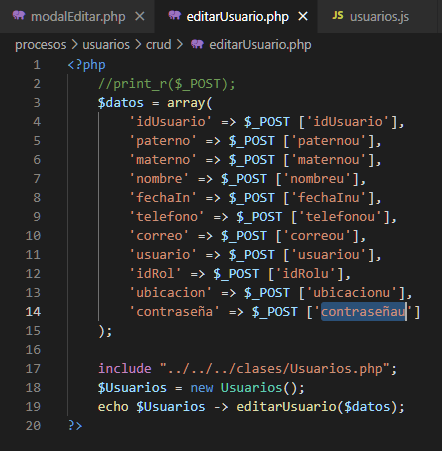 modalEditar.php editarUsuario.php × JS usuarios.js
procesos > usuarios > crud > editarUsuario.php
1 <?php
2 //print_r($_POST);
3 $datos = array(
4 'idUsuario' => $_POST ['idUsuario'],
5 'paterno' => $_POST ['paternou'],
6 'materno' => $_POST ['maternou'],
7 'nombre' => $_POST ['nombreu'],
8 'fechaIn' => $_POST ['fechaInu'],
9 'telefono' => $_POST ['telefonou'],
10 'correo' => $_POST ['correou'],
11 'usuario' => $_POST ['usuariou'],
12 'idRol' => $_POST ['idRolu'],
13 'ubicacion' => $_POST ['ubicacionu'],
14 'contraseña' => $_POST ['contraseñau']
15 );
16
17 include "../../../clases/Usuarios.php";
18 $Usuarios = new Usuarios();
19 echo $Usuarios -> editarUsuario($datos);
20 ?>